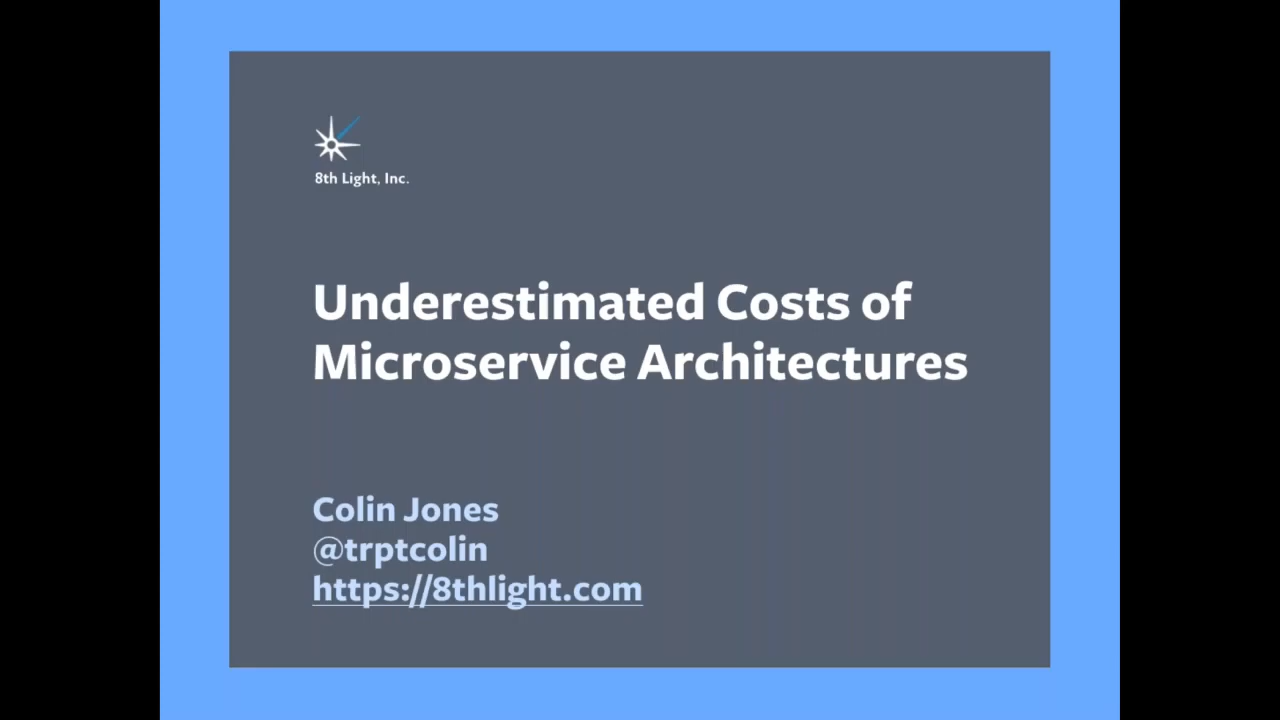 8th Light, Inc.
Underestimated Costs of
Microservice Architectures
Colin Jones
@trptcolin
https://8thlight.com